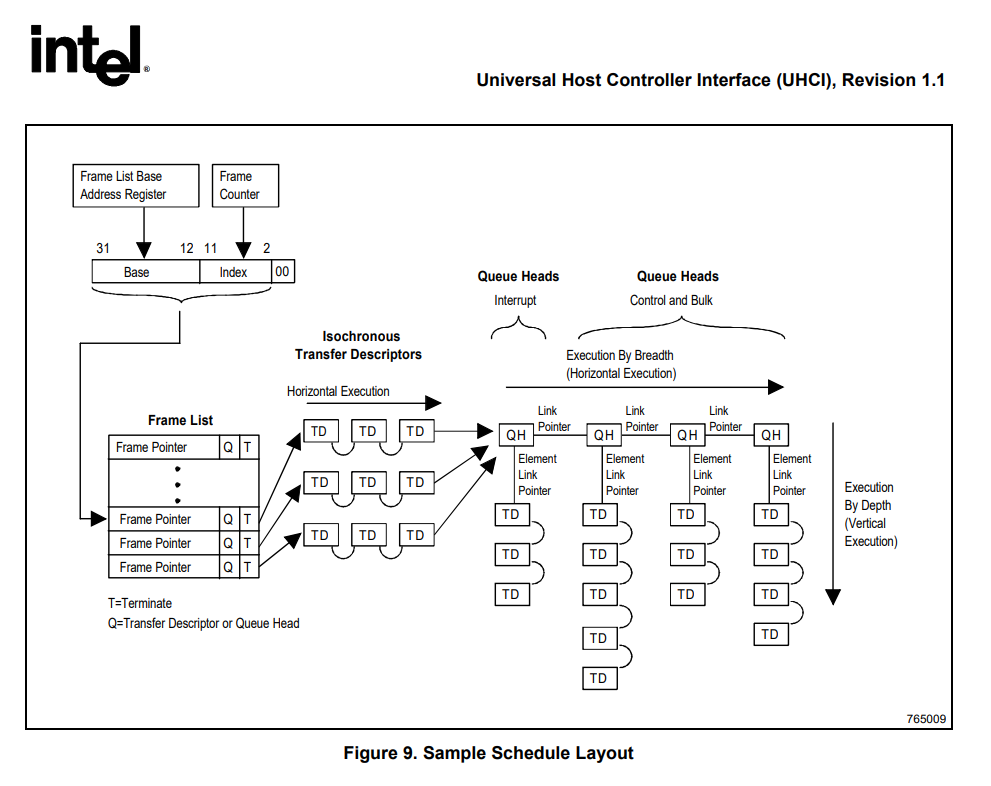 intel®
Universal Host Controller Interface (UHCI), Revision 1.1
Frame List Base
Address Register
Frame
Counter
31 12 11 2
Base Index 00
Queue Heads
Interrupt
Queue Heads
Control and Bulk
Isochronous
Transfer Descriptors
Execution By Breadth
(Horizontal Execution)
Horizontal Execution
Frame List
Frame Pointer Q T
Frame Pointer Q T
Frame Pointer Q T
Frame Pointer Q T
T=Terminate
Q=Transfer Descriptor or Queue Head
TD TD TD
TD TD TD
TD TD TD
Link
Pointer
Link
Pointer
Link
Pointer
QH QH QH QH
Element
Link
Pointer
Element
Link
Pointer
Element
Link
Pointer
Element
Link
Pointer
TD TD TD TD
TD TD TD TD
TD TD TD TD
TD TD
TD
Execution
By Depth
(Vertical
Execution)
765009
Figure 9. Sample Schedule Layout